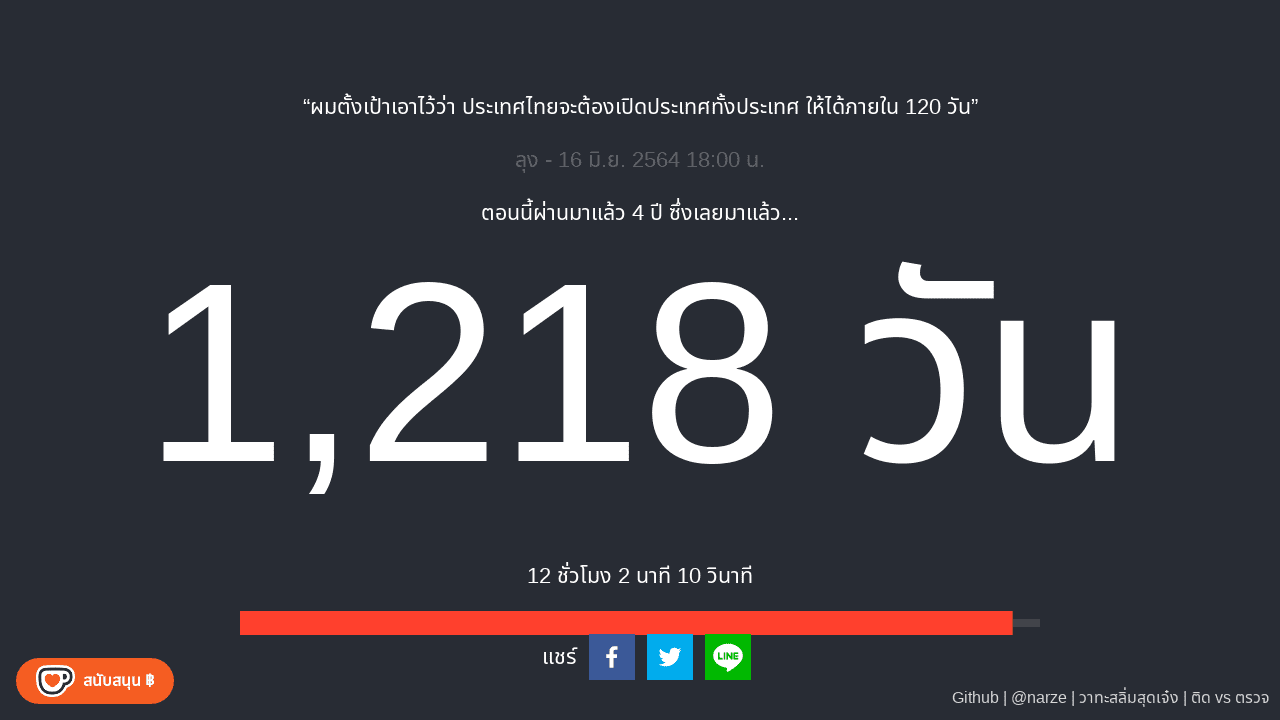 “ผมตั้งเป้าเอาไว้ว่า ประเทศไทยจะต้องเปิดประเทศทั้งประเทศ ให้ได้ภายใน 120 วัน”
ลุง - 16 มิ.ย. 2564 18:00 น.
ตอนนี้ผ่านมาแล้ว 4 ปี ซึ่งเลยมาแล้ว...
1,218 วัน
12 ชั่วโมง 2 นาที 10 วินาที
แชร์
LINE
สนับสนุน ฿
Github | @narze | วาทะสลิ่มสุดเจ๋ง | ติด vs ตรวจ